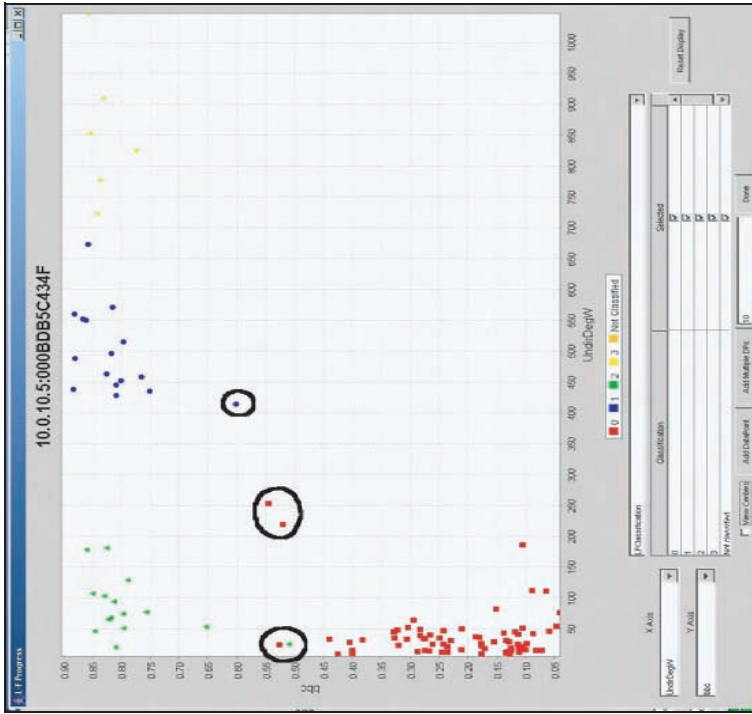 LF Progress
10.0.10.5:000BDB5C434F
bbc
0.90
0.85
0.80
0.75
0.70
0.65
0.60
0.55
0.50
0.45
0.40
0.35
0.30
0.25
0.20
0.15
0.10
0.05
50 100 150 200 250 300 350 400 450 500 550 600 650 700 750 800 850 900 950 1000
UndirDegW
0 1 2 3 Not Classified
X Axis
UndirDegW
Y Axis
bbc
LFClassification
Classification Selected
0
1
2
3
Not classified
Reset Display
View Centers Add DataPoint Add Multiple DPs 10 Done